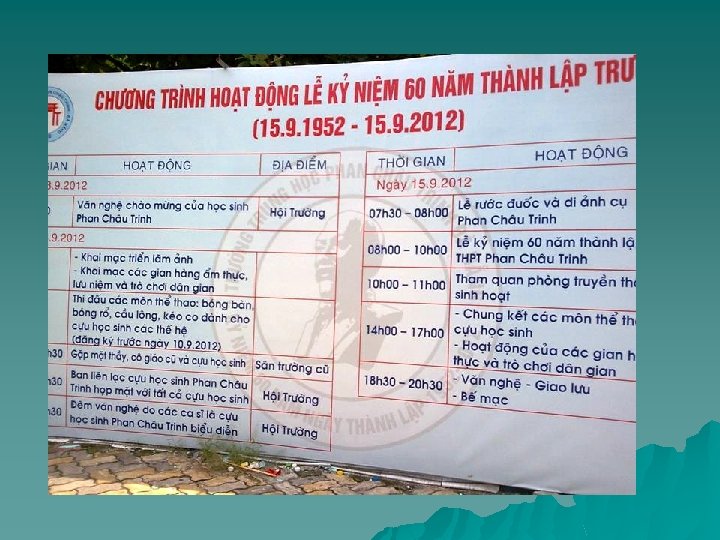 CHƯƠNG TRÌNH HOẠT ĐỘNG LỄ KỶ NIỆM 60 NĂM THÀNH LẬP TRƯ
(15.9.1952 - 15.9.2012)
IAN HOẠT ĐỘNG ĐỊA ĐIỂM
.9.2012
Văn nghệ chào mừng của học sinh
Phan Châu Trinh
Hội Trường
.9.2012
- Khai mạc triển lãm ảnh
- Khai mạc các gian hàng ẩm thực,
lưu niệm và trò chơi dân gian
Thi đấu các môn thể thao: bóng bàn,
bóng rổ, cầu lông, kéo co dành cho
cựu học sinh các thế hệ
(đăng ký trước ngày 10.9.2012)
h30 Gặp mặt thầy, cô giáo cũ và cựu học sinh Sân trường cũ
h30 Ban liên lạc cựu học sinh Phan Châu
Trinh họp mặt với tất cả cựu học sinh
Hội Trường
h30 Đêm văn nghệ do các ca sĩ là cựu
học sinh Phan Châu Trinh biểu diễn
Hội Trường
THỜI GIAN HOẠT ĐỘNG
Ngày 15.9.2012
07h30 - 08h00 Lễ rước đuốc và di ảnh cụ
Phan Châu Trinh
08h00 - 10h00 Lễ kỷ niệm 60 năm thành lậ
THPT Phan Châu Trinh
10h00 - 11h00 Tham quan phòng truyền th
sinh hoạt
14h00 - 17h00 - Chung kết các môn thể th
cựu học sinh
- Hoạt động của các gian h
thực và trò chơi dân gian
18h30 - 20h30 - Văn nghệ - Giao lưu
- Bế mạc